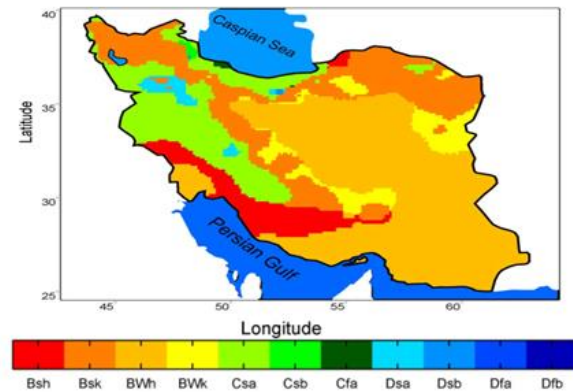 40
Caspian Sea
35
Latitude
30
Persian Gulf
25
45 50 55 60
Longitude
Bsh Bsk BWh BWk Csa Csb Cfa Dsa Dsb Dfa Dfb